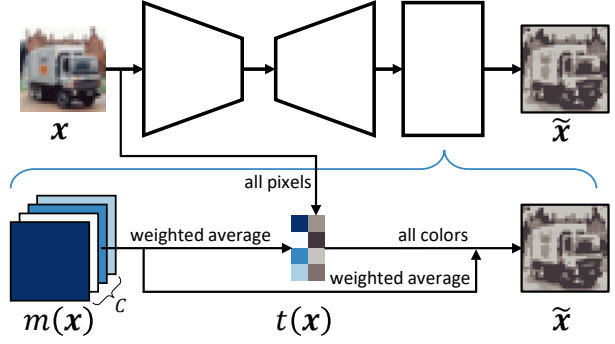 𝒙
x̃
all pixels
weighted average
all colors
weighted average
C
m(𝒙)
t(𝒙)
x̃